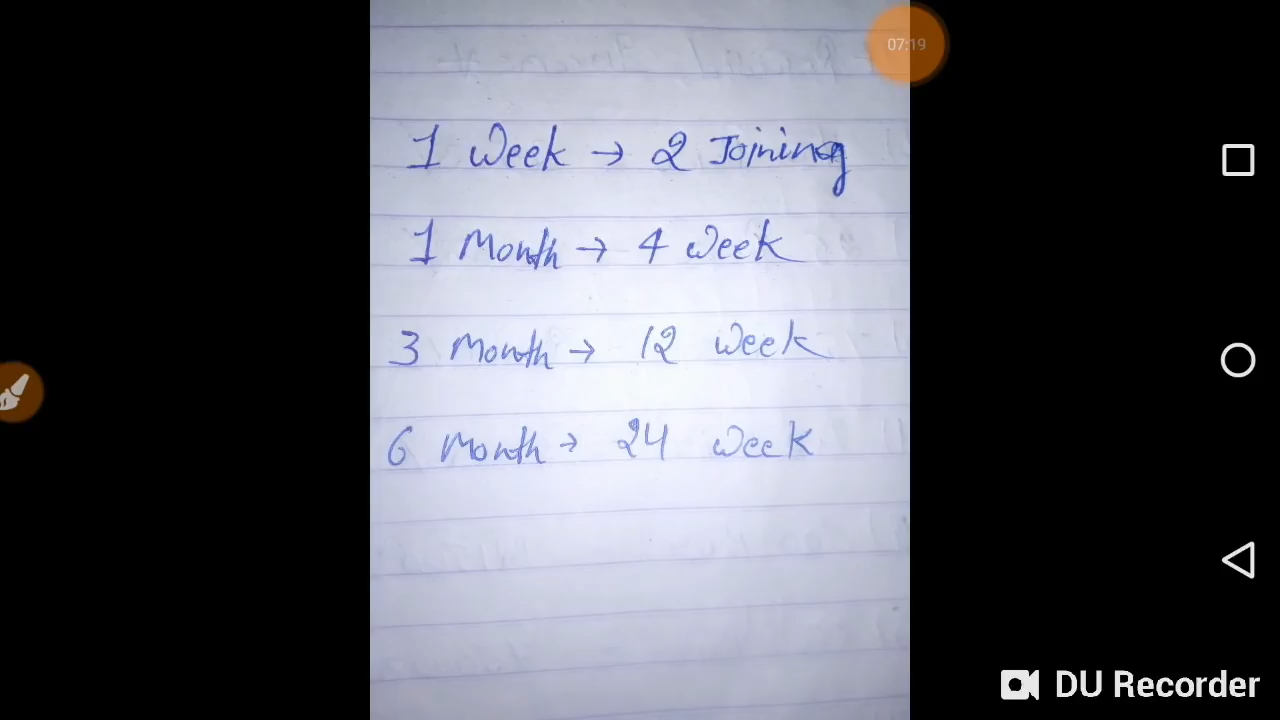 07:19
1 Week → 2 Joining
1 Month → 4 Week
3 Month → 12 Week
6 Month → 24 Week
DU Recorder